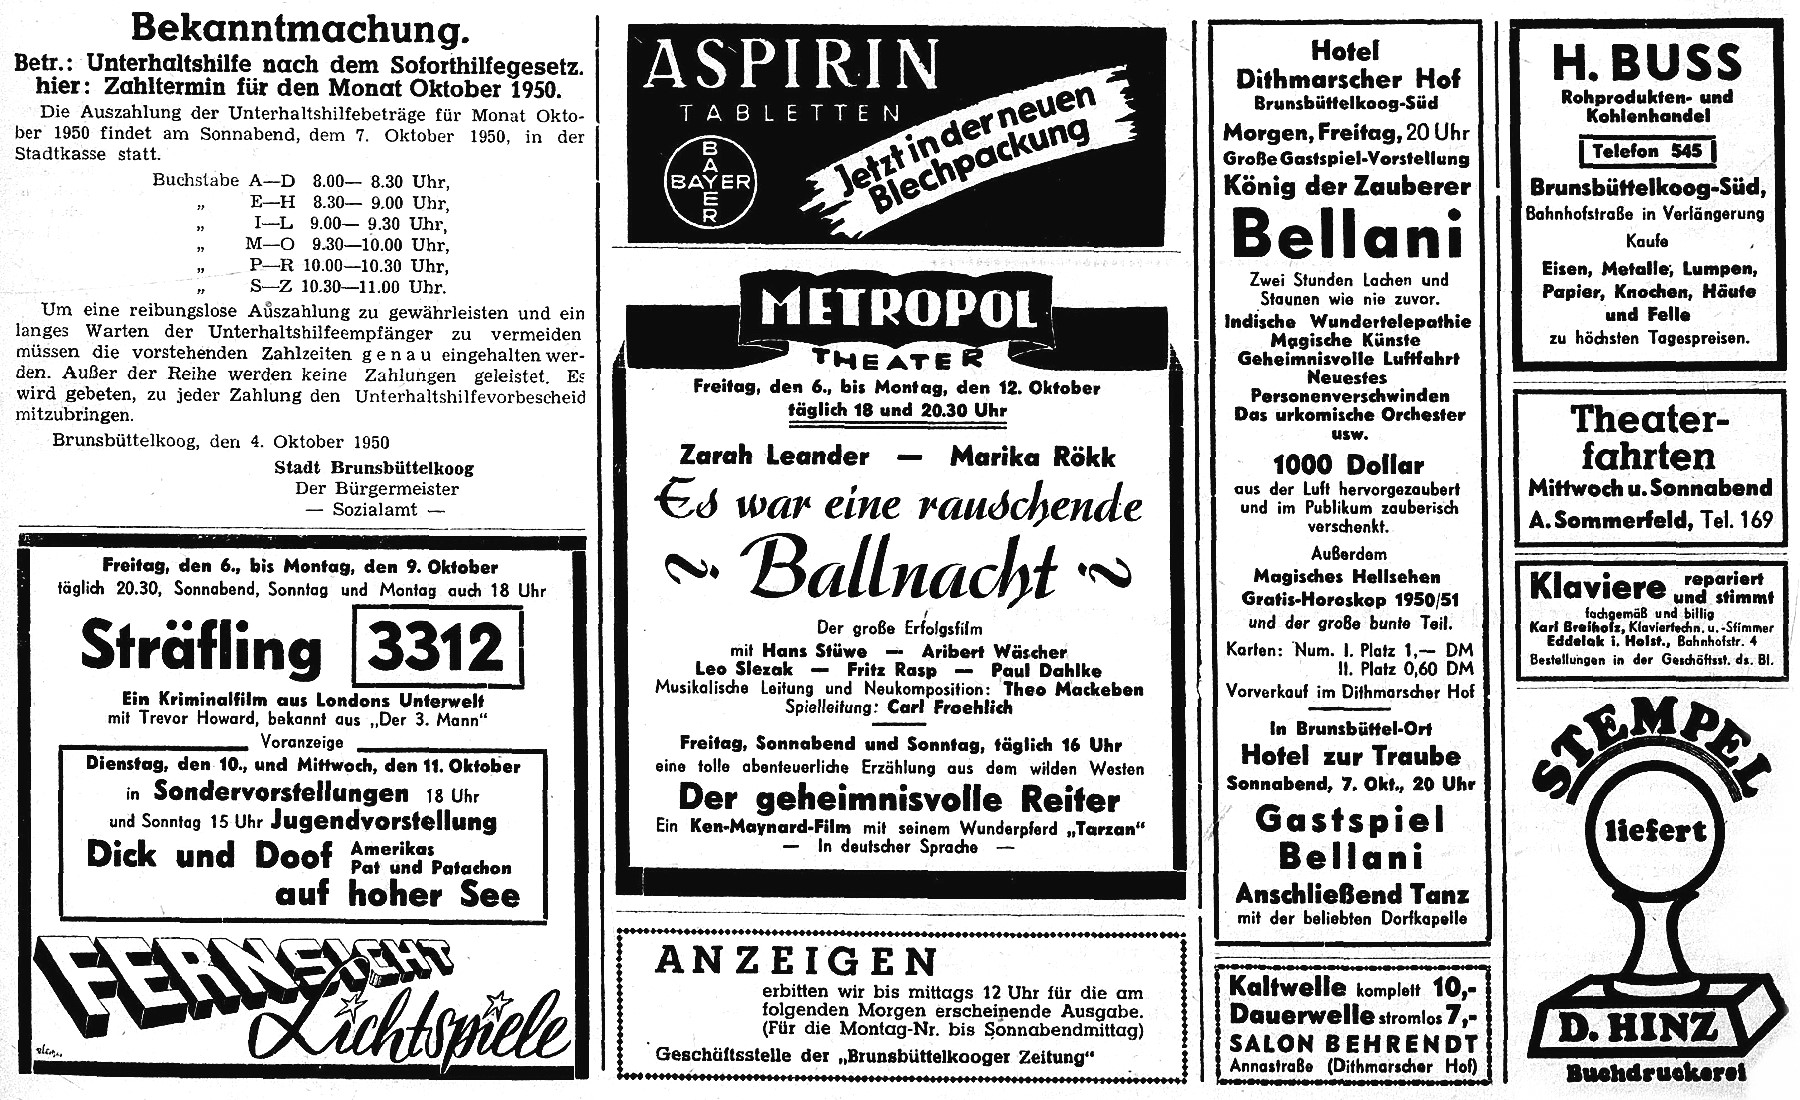 Bekanntmachung.
Betr.: Unterhaltshilfe nach dem Soforthilfegesetz.
hier: Zahltermin für den Monat Oktober 1950.
Die Auszahlung der Unterhaltshilfebeträge für Monat Okto-
ber 1950 findet am Sonnabend, dem 7. Oktober 1950, in der
Stadtkasse statt.
Buchstabe A—D 8.00— 8.30 Uhr,
„ E—H 8.30— 9.00 Uhr,
„ I—L 9.00— 9.30 Uhr,
„ M—O 9.30—10.00 Uhr,
„ P—R 10.00—10.30 Uhr,
„ S—Z 10.30—11.00 Uhr.
Um eine reibungslose Auszahlung zu gewährleisten und ein
langes Warten der Unterhaltshilfeempfänger zu vermeiden
müssen die vorstehenden Zahlzeiten genau eingehalten wer-
den. Außer der Reihe werden keine Zahlungen geleistet. Es
wird gebeten, zu jeder Zahlung den Unterhaltshilfevorbescheid
mitzubringen.
Brunsbüttelkoog, den 4. Oktober 1950
Stadt Brunsbüttelkoog
Der Bürgermeister
— Sozialamt —
Freitag, den 6., bis Montag, den 9. Oktober
täglich 20.30, Sonnabend, Sonntag und Montag auch 18 Uhr
Sträfling 3312
Ein Kriminalfilm aus Londons Unterwelt
mit Trevor Howard, bekannt aus „Der 3. Mann“
Voranzeige
Dienstag, den 10., und Mittwoch, den 11. Oktober
in Sondervorstellungen 18 Uhr
und Sonntag 15 Uhr Jugendvorstellung
Dick und Doof Amerikas
Pat und Patachon
auf hoher See
FERNSICHT
Lichtspiele
ASPIRIN
TABLETTEN
BAYER
BAYER
Jetzt in der neuen
Blechpackung
METROPOL
THEATER
Freitag, den 6., bis Montag, den 12. Oktober
täglich 18 und 20.30 Uhr
Zarah Leander — Marika Rökk
Es war eine rauschende
Ballnacht
Der große Erfolgsfilm
mit Hans Stüwe — Aribert Wäscher
Leo Slezak — Fritz Rasp — Paul Dahlke
Musikalische Leitung und Neukomposition: Theo Mackeben
Spielleitung: Carl Froehlich
Freitag, Sonnabend und Sonntag, täglich 16 Uhr
eine tolle abenteuerliche Erzählung aus dem wilden Westen
Der geheimnisvolle Reiter
Ein Ken-Maynard-Film mit seinem Wunderpferd „Tarzan“
— In deutscher Sprache —
ANZEIGEN
erbitten wir bis mittags 12 Uhr für die am
folgenden Morgen erscheinende Ausgabe.
(Für die Montag-Nr. bis Sonnabendmittag)
Geschäftsstelle der „Brunsbüttelkooger Zeitung“
Hotel
Dithmarscher Hof
Brunsbüttelkoog-Süd
Morgen, Freitag, 20 Uhr
Große Gastspiel-Vorstellung
König der Zauberer
Bellani
Zwei Stunden Lachen und
Staunen wie nie zuvor.
Indische Wundertelepathie
Magische Künste
Geheimnisvolle Luftfahrt
Neuestes
Personenverschwinden
Das urkomische Orchester
usw.
1000 Dollar
aus der Luft hervorgezaubert
und im Publikum zauberisch
verschenkt.
Außerdem
Magisches Hellsehen
Gratis-Horoskop 1950/51
und der große bunte Teil.
Karten: Num. I. Platz 1,— DM
II. Platz 0,60 DM
Vorverkauf im Dithmarscher Hof
In Brunsbüttel-Ort
Hotel zur Traube
Sonnabend, 7. Okt., 20 Uhr
Gastspiel
Bellani
Anschließend Tanz
mit der beliebten Dorfkapelle
Kaltwelle komplett 10,-
Dauerwelle stromlos 7,-
SALON BEHRENDT
Annastraße (Dithmarscher Hof)
H. BUSS
Rohprodukten- und
Kohlenhandel
Telefon 545
Brunsbüttelkoog-Süd,
Bahnhofstraße in Verlängerung
Kaufe
Eisen, Metalle, Lumpen,
Papier, Knochen, Häute
und Felle
zu höchsten Tagespreisen.
Theater-
fahrten
Mittwoch u. Sonnabend
A. Sommerfeld, Tel. 169
Klaviere repariert
und stimmt
fachgemäß und billig
Karl Breiholz, Klaviertechn. u. -Stimmer
Eddelak i. Holst., Bahnhofstr. 4
Bestellungen in der Geschäftsst. ds. Bl.
STEMPEL
liefert
D. HINZ
Buchdruckerei